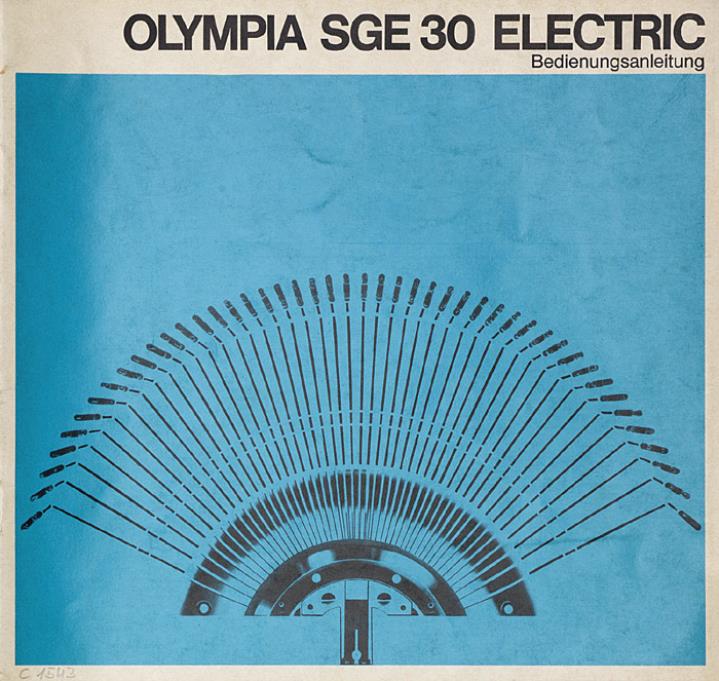 OLYMPIA SGE 30 ELECTRIC
Bedienungsanleitung
C 1543